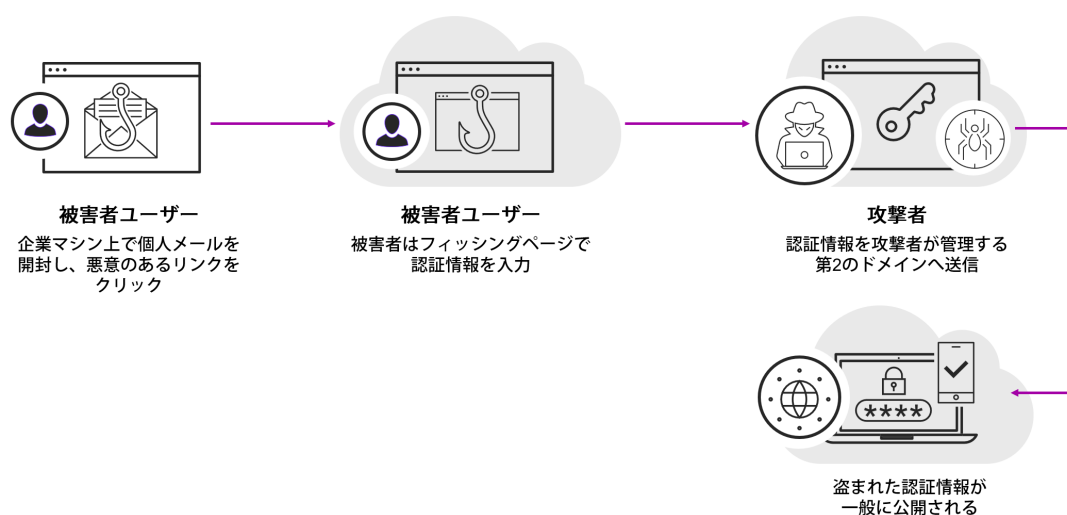 被害者ユーザー
企業マシン上で個人メールを
開封し、悪意のあるリンクを
クリック
被害者ユーザー
被害者はフィッシングページで
認証情報を入力
攻撃者
認証情報を攻撃者が管理する
第2のドメインへ送信
****
盗まれた認証情報が
一般に公開される